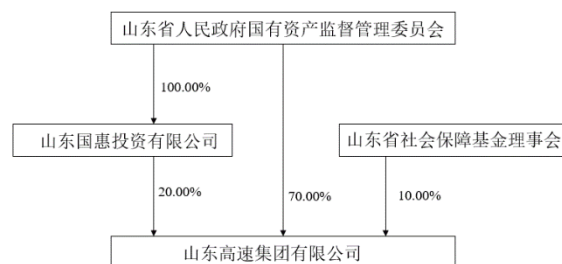 山东省人民政府国有资产监督管理委员会
100.00%
山东国惠投资有限公司
山东省社会保障基金理事会
20.00%
70.00%
10.00%
山东高速集团有限公司